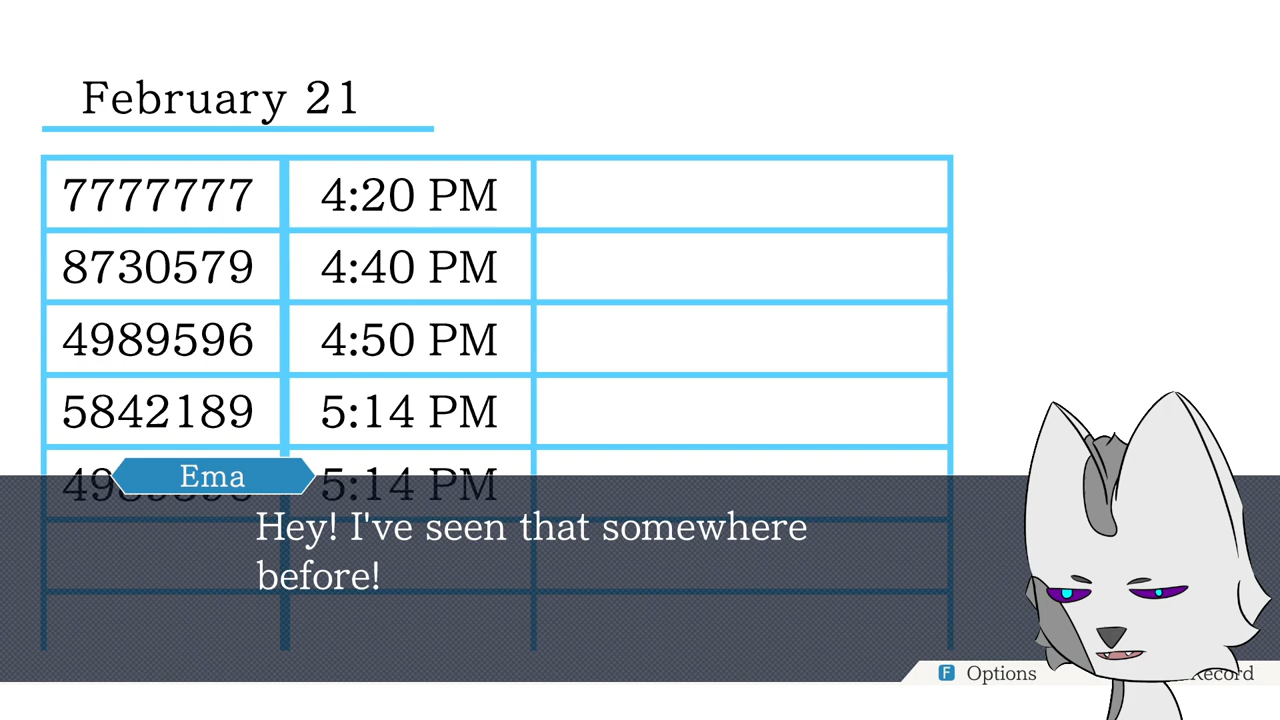 February 21
7777777 4:20 PM
8730579 4:40 PM
4989596 4:50 PM
5842189 5:14 PM
5:14 PM
Ema
Hey! I've seen that somewhere
before!
F Options Record